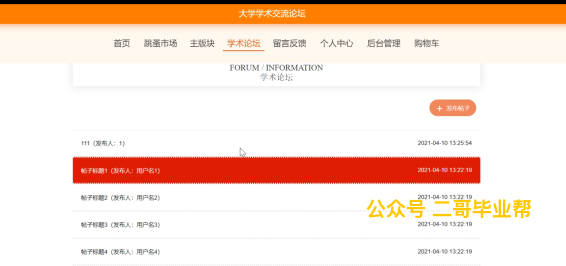 大学学术交流论坛
首页 跳蚤市场 主版块 学术论坛 留言反馈 个人中心 后台管理 购物车
FORUM / INFORMATION
学术论坛
+ 发布帖子
111（发布人：1） 2021-04-10 13:25:54
帖子标题1（发布人：用户名1） 2021-04-10 13:22:19
帖子标题2（发布人：用户名2） 2021-04-10 13:22:19
公众号 二哥毕业帮
帖子标题3（发布人：用户名3） 2021-04-10 13:22:19
帖子标题4（发布人：用户名4） 2021-04-10 13:22:19